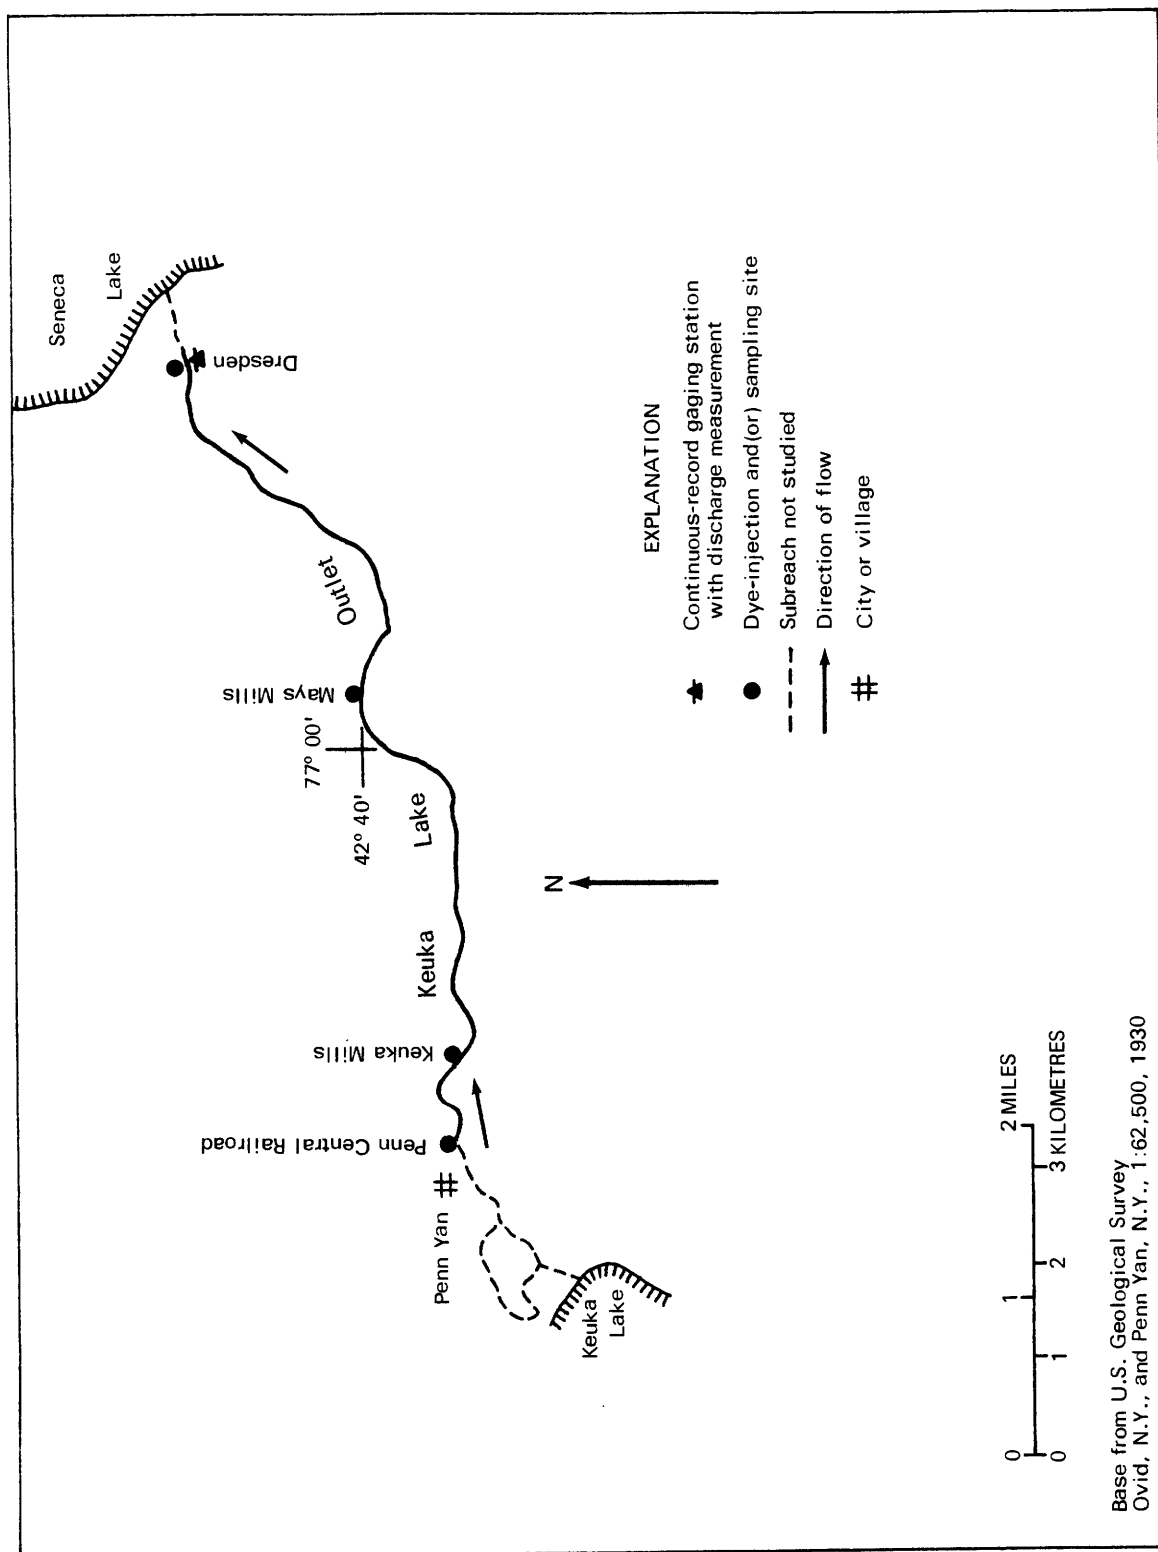 Seneca
Lake
Dresden
Outlet
Mays Mills
77° 00'
42° 40'
Lake
Keuka
Keuka Mills
Penn Central Railroad
Penn Yan
Keuka
Lake
N
EXPLANATION
Continuous-record gaging station
with discharge measurement
Dye-injection and(or) sampling site
Subreach not studied
Direction of flow
City or village
0 1 2 MILES
0 1 2 3 KILOMETRES
Base from U.S. Geological Survey
Ovid, N.Y., and Penn Yan, N.Y., 1:62,500, 1930